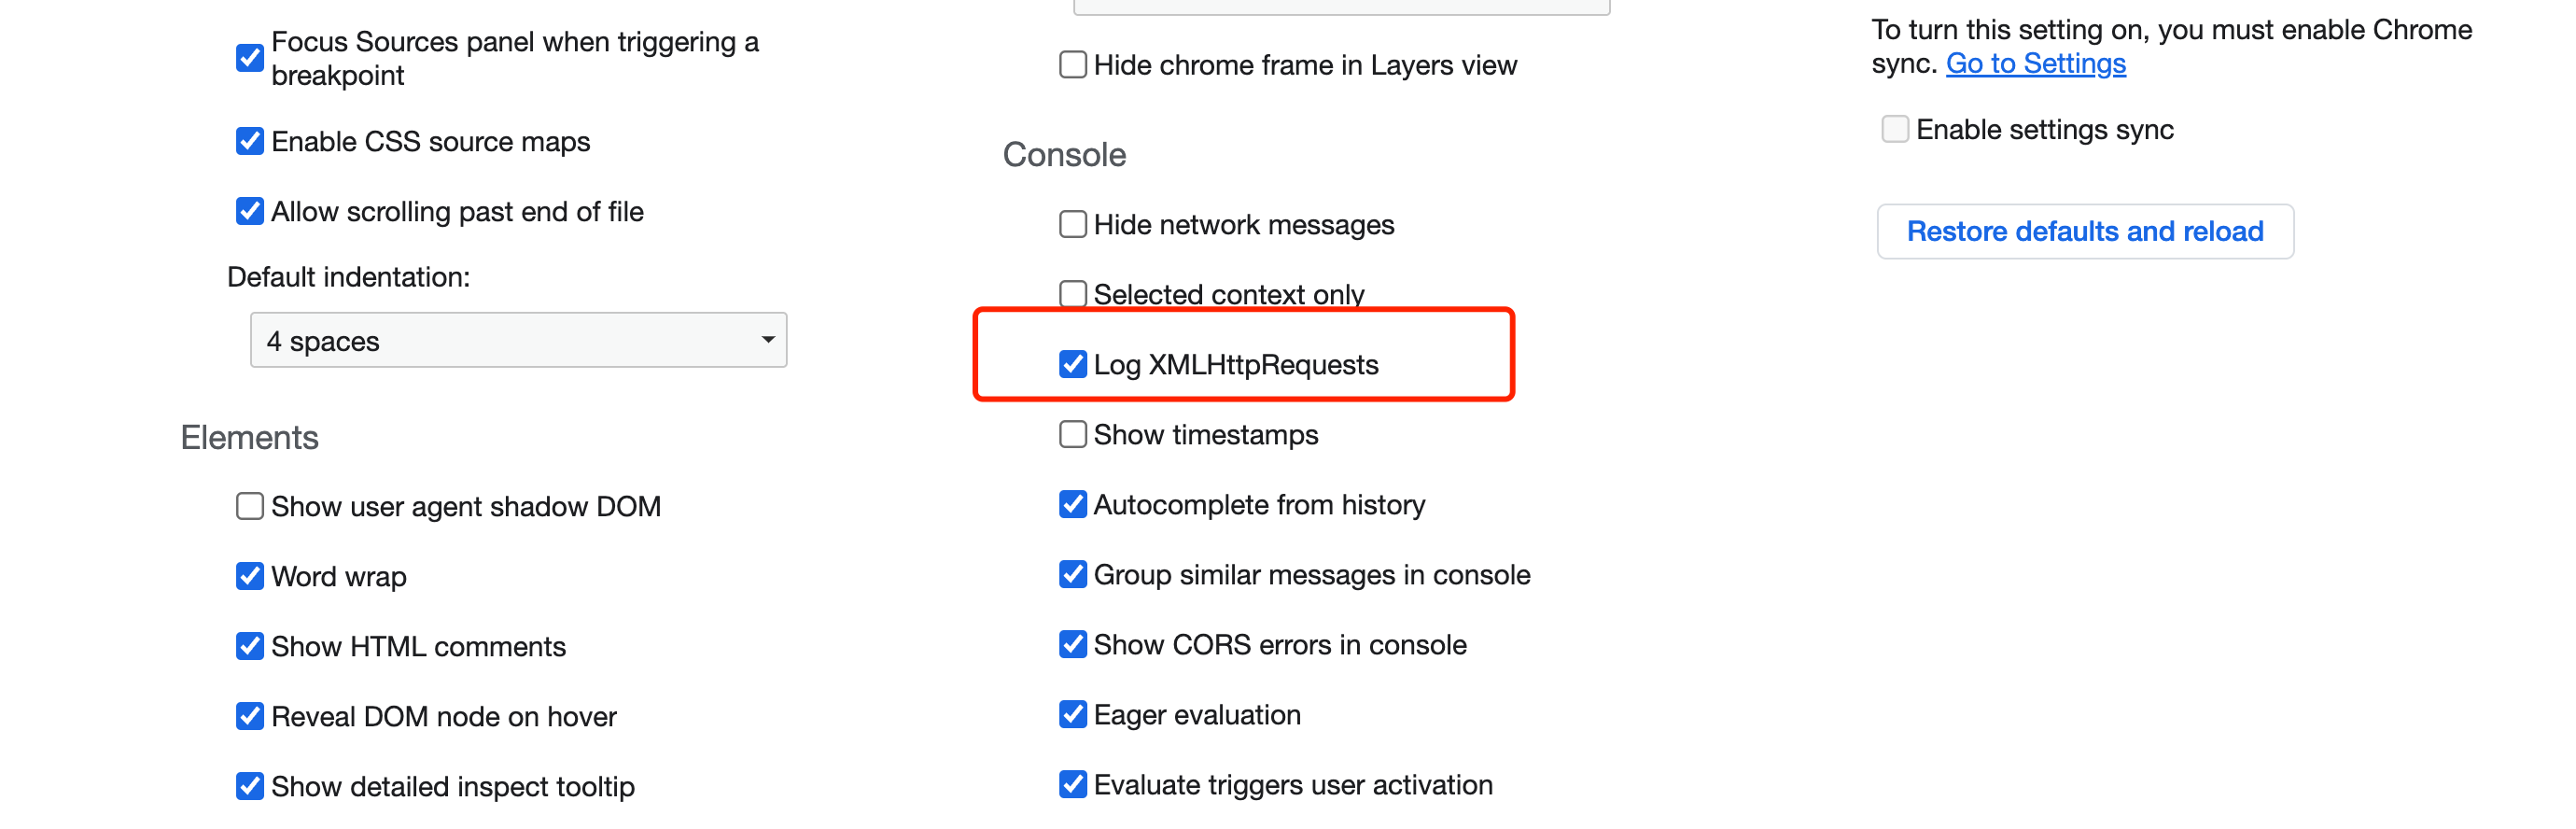 Focus Sources panel when triggering a
breakpoint
Enable CSS source maps
Allow scrolling past end of file
Default indentation:
4 spaces
Elements
Show user agent shadow DOM
Word wrap
Show HTML comments
Reveal DOM node on hover
Show detailed inspect tooltip
Hide chrome frame in Layers view
Console
Hide network messages
Selected context only
Log XMLHttpRequests
Show timestamps
Autocomplete from history
Group similar messages in console
Show CORS errors in console
Eager evaluation
Evaluate triggers user activation
To turn this setting on, you must enable Chrome
sync. Go to Settings
Enable settings sync
Restore defaults and reload